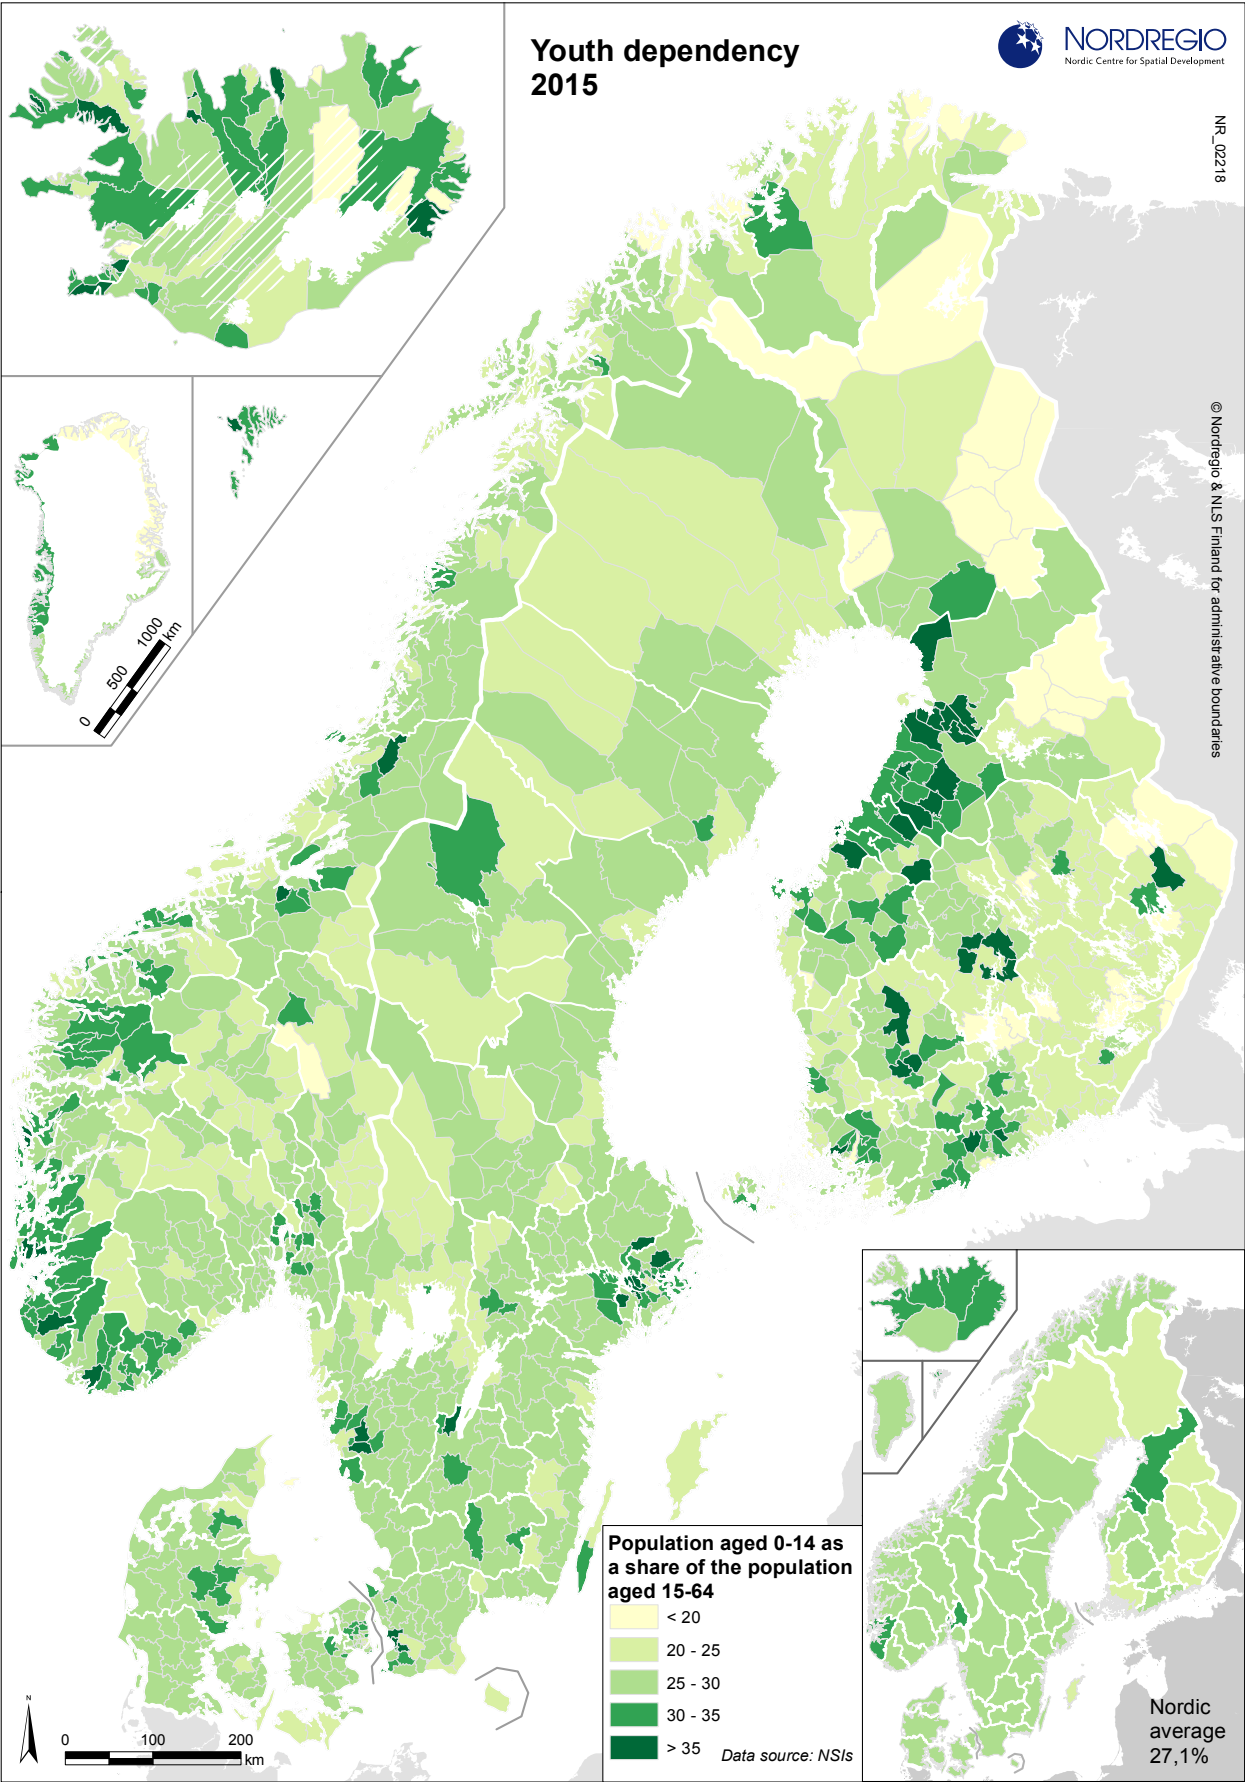 Youth dependency
2015
NORDREGIO
Nordic Centre for Spatial Development
NR_02218
© Nordregio & NLS Finland for administrative boundaries
0 500 1000
km
Population aged 0-14 as
a share of the population
aged 15-64
< 20
20 - 25
25 - 30
30 - 35
> 35
Data source: NSIs
N
0 100 200
km
Nordic
average
27,1%